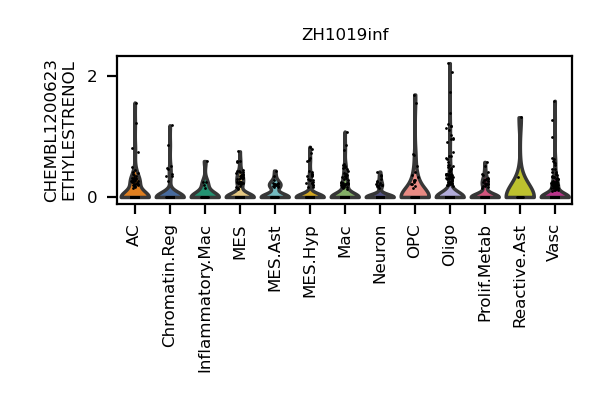 ZH1019inf
CHEMBL1200623
ETHYLESTRENOL
2
0
AC
Chromatin.Reg
Inflammatory.Mac
MES
MES.Ast
MES.Hyp
Mac
Neuron
OPC
Oligo
Prolif.Metab
Reactive.Ast
Vasc